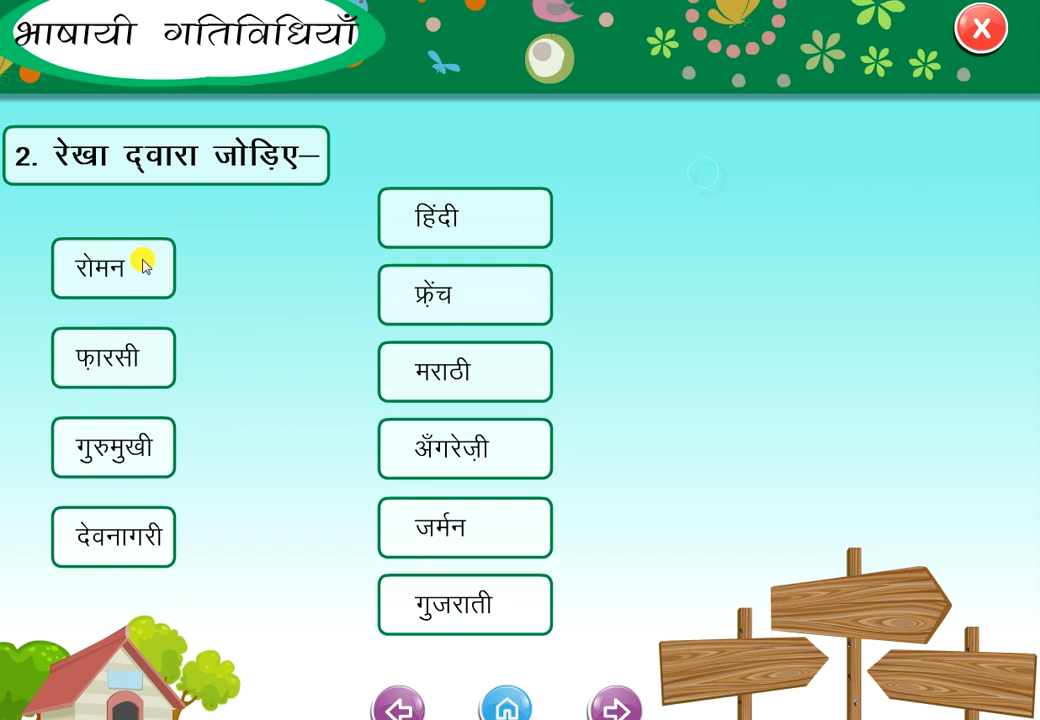 भाषायी गतिविधियाँ
2. रेखा द्‌वारा जोड़िए–
रोमन
फ़ारसी
गुरुमुखी
देवनागरी
हिंदी
फ़्रेंच
मराठी
अँगरेज़ी
जर्मन
गुजराती